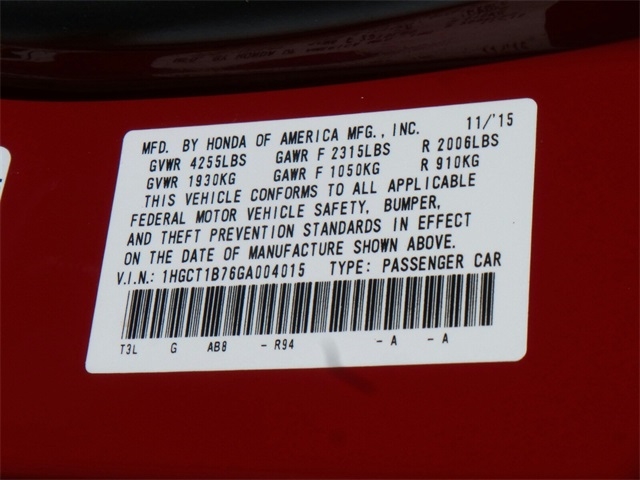 MFD. BY HONDA OF AMERICA MFG., INC. 11/'15
GVWR 4255LBS GAWR F 2315LBS R 2006LBS
GVWR 1930KG GAWR F 1050KG R 910KG
THIS VEHICLE CONFORMS TO ALL APPLICABLE
FEDERAL MOTOR VEHICLE SAFETY, BUMPER,
AND THEFT PREVENTION STANDARDS IN EFFECT
ON THE DATE OF MANUFACTURE SHOWN ABOVE.
V.I.N.: 1HGCT1B76GA004015 TYPE: PASSENGER CAR
T3L G AB8 - R94 - A - A